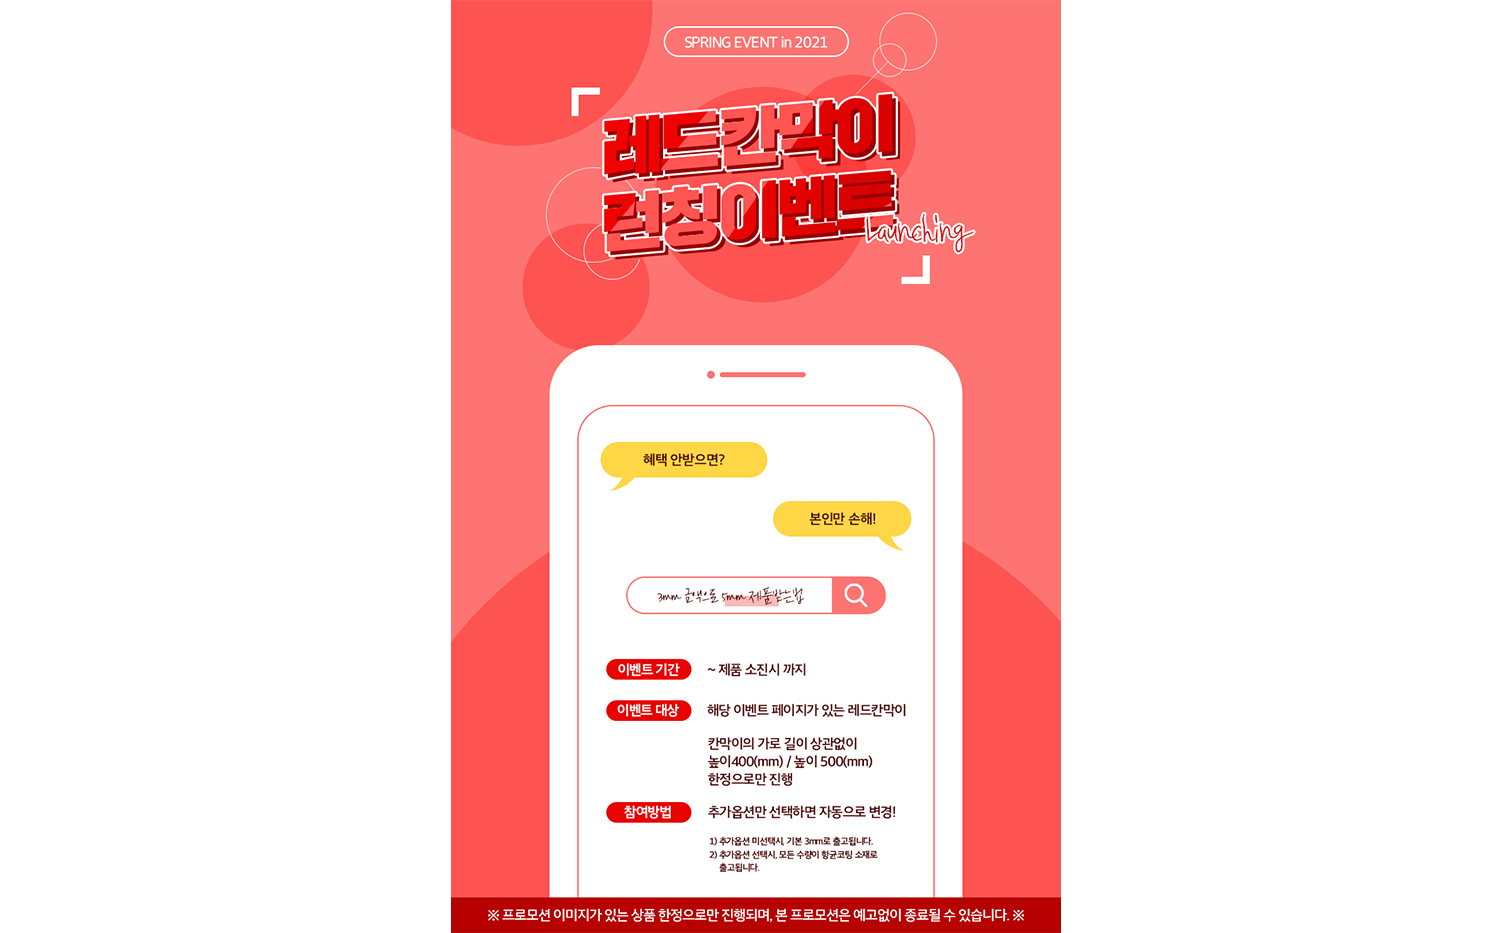 SPRING EVENT in 2021
레드칸막이
런칭이벤트
Launching
혜택 안받으면?
본인만 손해!
3mm 금액으로 5mm 제품받는법
이벤트 기간
~ 제품 소진시 까지
이벤트 대상
해당 이벤트 페이지가 있는 레드칸막이
칸막이의 가로 길이 상관없이
높이400(mm) / 높이 500(mm)
한정으로만 진행
참여방법
추가옵션만 선택하면 자동으로 변경!
1) 추가옵션 미선택시, 기본 3mm로 출고됩니다.
2) 추가옵션 선택시, 모든 수량이 항균코팅 소재로
출고됩니다.
※ 프로모션 이미지가 있는 상품 한정으로만 진행되며, 본 프로모션은 예고없이 종료될 수 있습니다. ※